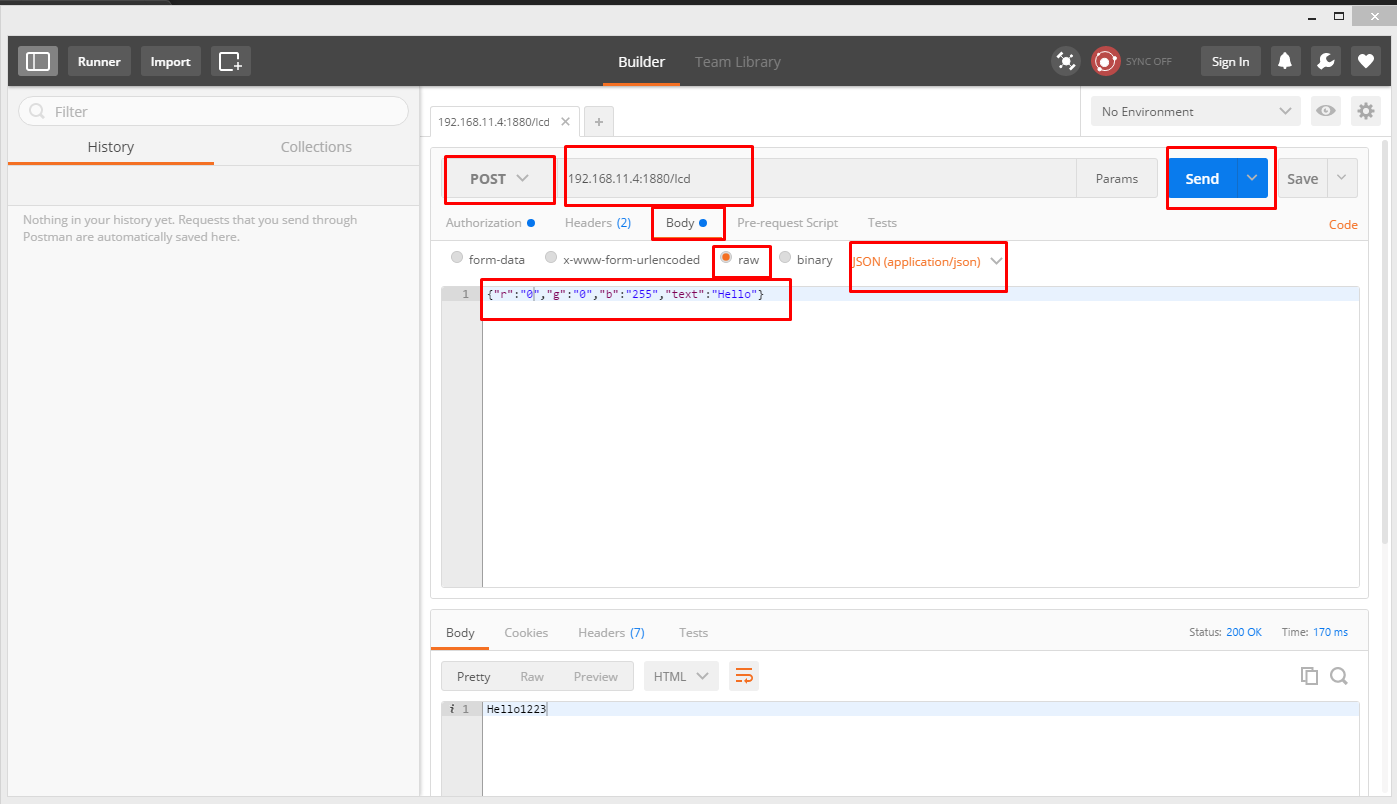 Runner Import Builder Team Library SYNC OFF Sign In
Filter
192.168.11.4:1880/lcd
No Environment
History Collections
POST 192.168.11.4:1880/lcd Params Send Save
Nothing in your history yet. Requests that you send through
Postman are automatically saved here.
Authorization Headers (2) Body Pre-request Script Tests Code
form-data x-www-form-urlencoded raw binary JSON (application/json)
1 {"r":"0","g":"0","b":"255","text":"Hello"}
Body Cookies Headers (7) Tests Status: 200 OK Time: 170 ms
Pretty Raw Preview HTML
i 1 Hello1223